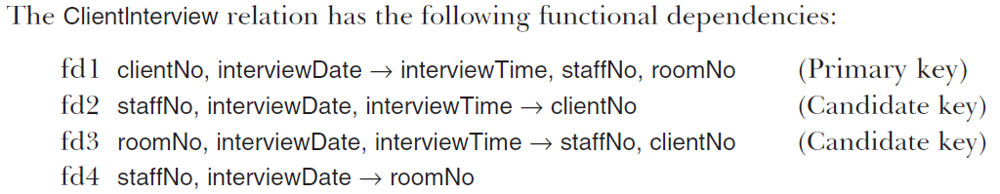 The ClientInterview relation has the following functional dependencies:
fd1 clientNo, interviewDate → interviewTime, staffNo, roomNo (Primary key)
fd2 staffNo, interviewDate, interviewTime → clientNo (Candidate key)
fd3 roomNo, interviewDate, interviewTime → staffNo, clientNo (Candidate key)
fd4 staffNo, interviewDate → roomNo